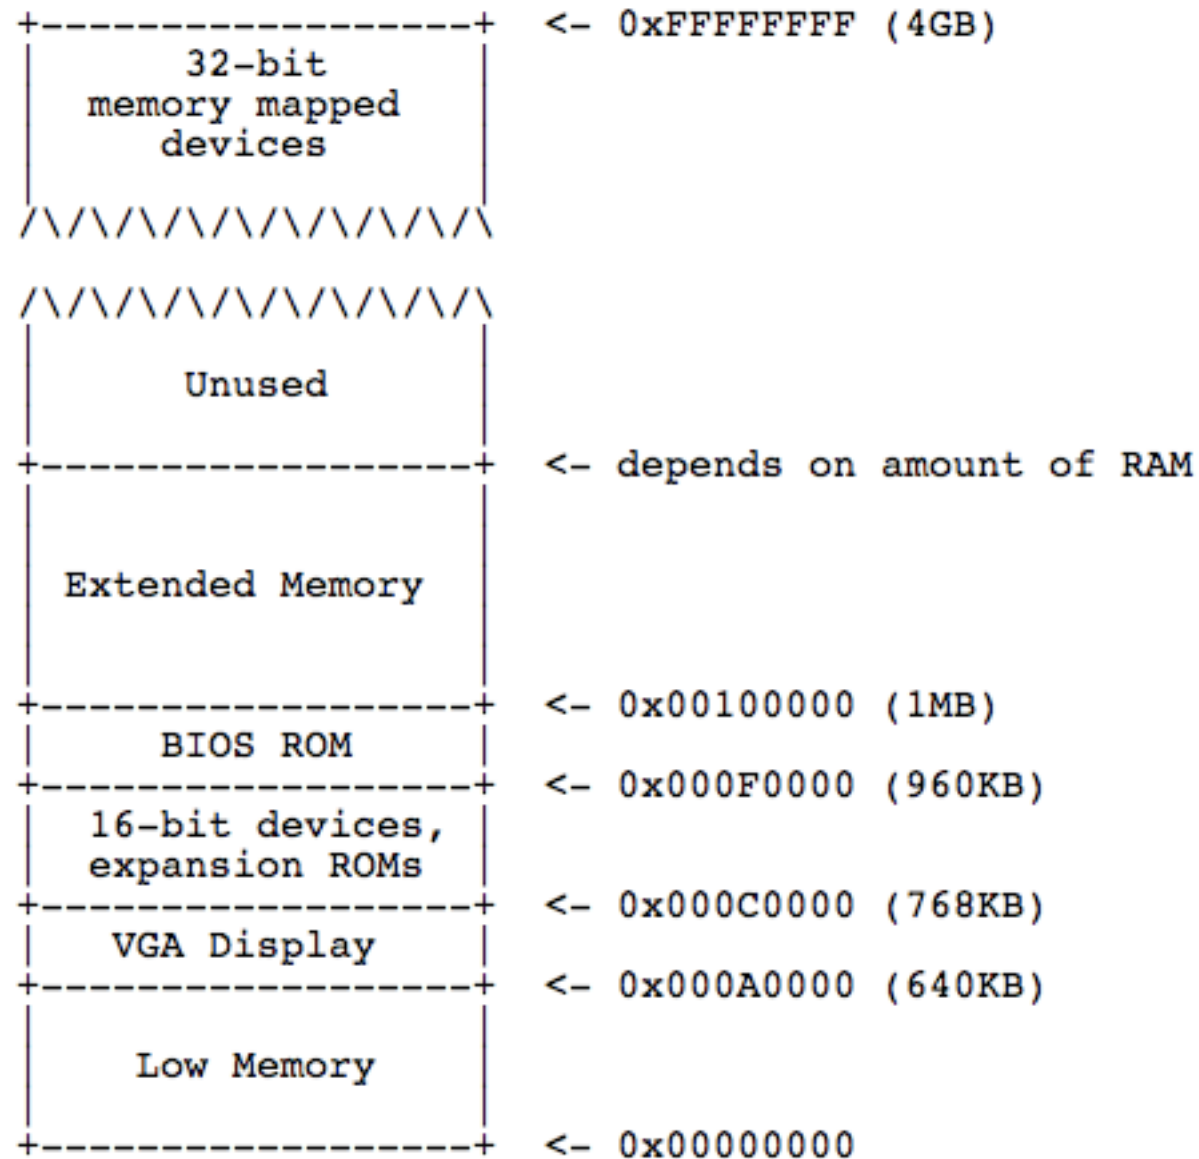 +------------------+  <- 0xFFFFFFFF (4GB)
|      32-bit      |
|  memory mapped   |
|     devices      |
|                  |
/\/\/\/\/\/\/\/\/\/\
/\/\/\/\/\/\/\/\/\/\
|                  |
|      Unused      |
|                  |
+------------------+  <- depends on amount of RAM
|                  |
|                  |
| Extended Memory  |
|                  |
|                  |
+------------------+  <- 0x00100000 (1MB)
|     BIOS ROM     |
+------------------+  <- 0x000F0000 (960KB)
|  16-bit devices, |
|  expansion ROMs  |
+------------------+  <- 0x000C0000 (768KB)
|   VGA Display    |
+------------------+  <- 0x000A0000 (640KB)
|                  |
|    Low Memory    |
|                  |
+------------------+  <- 0x00000000